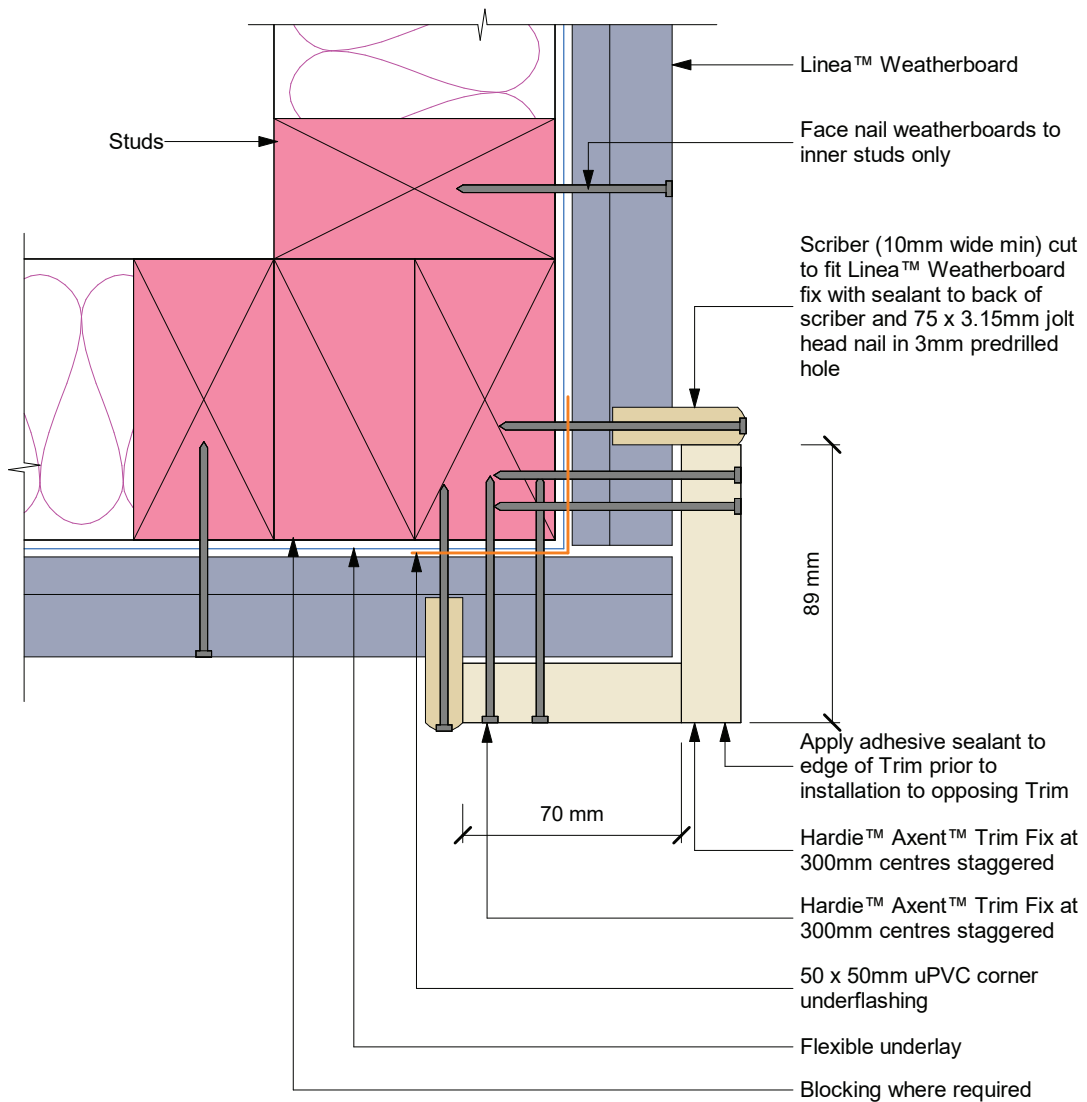 Linea™ Weatherboard
Studs
Face nail weatherboards to
inner studs only
Scriber (10mm wide min) cut
to fit Linea™ Weatherboard
fix with sealant to back of
scriber and 75 x 3.15mm jolt
head nail in 3mm predrilled
hole
89 mm
Apply adhesive sealant to
edge of Trim prior to
installation to opposing Trim
70 mm
Hardie™ Axent™ Trim Fix at
300mm centres staggered
Hardie™ Axent™ Trim Fix at
300mm centres staggered
50 x 50mm uPVC corner
underflashing
Flexible underlay
Blocking where required